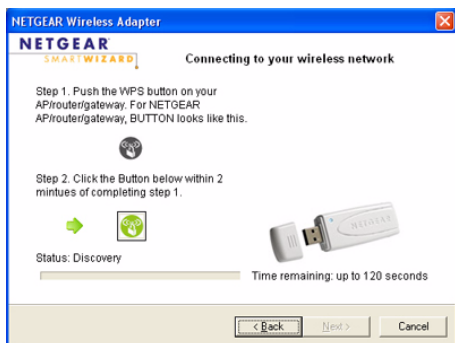 NETGEAR Wireless Adapter
NETGEAR
SMARTWIZARD
Connecting to your wireless network
Step 1. Push the WPS button on your
AP/router/gateway. For NETGEAR
AP/router/gateway, BUTTON looks like this.
Step 2. Click the Button below within 2
mintues of completing step 1.
NETGEAR
Status: Discovery
Time remaining: up to 120 seconds
< Back
Next >
Cancel